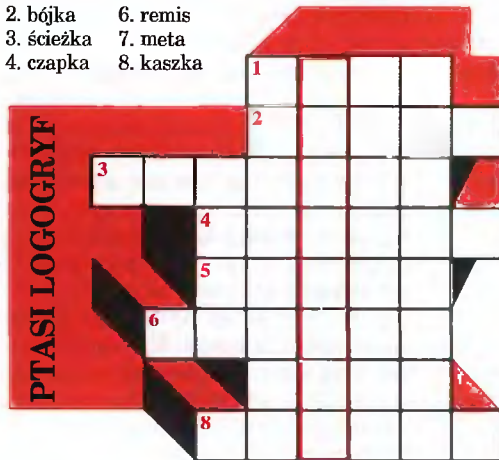 2. bójka 6. remis
3. ścieżka 7. meta
4. czapka 8. kaszka
PTASI LOGOGRYF
1
2
3
4
5
6
8